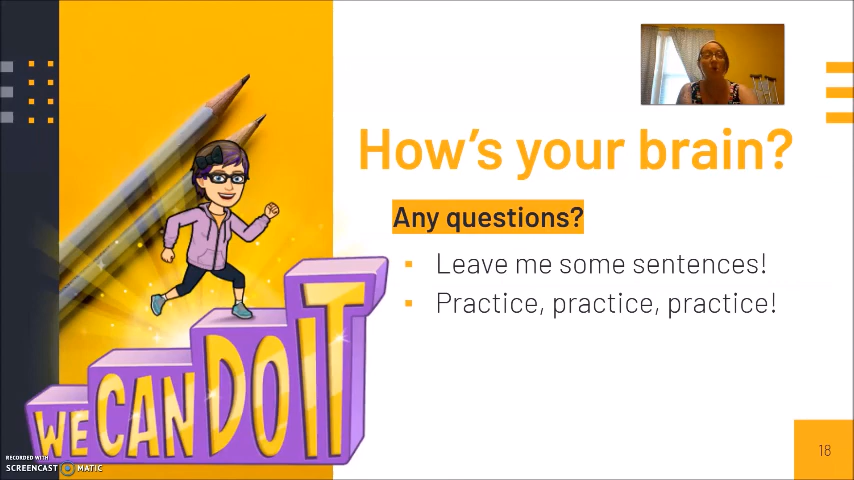 How's your brain?
Any questions?
Leave me some sentences!
Practice, practice, practice!
WE CAN DO IT
RECORDED WITH
SCREENCAST MATIC
18